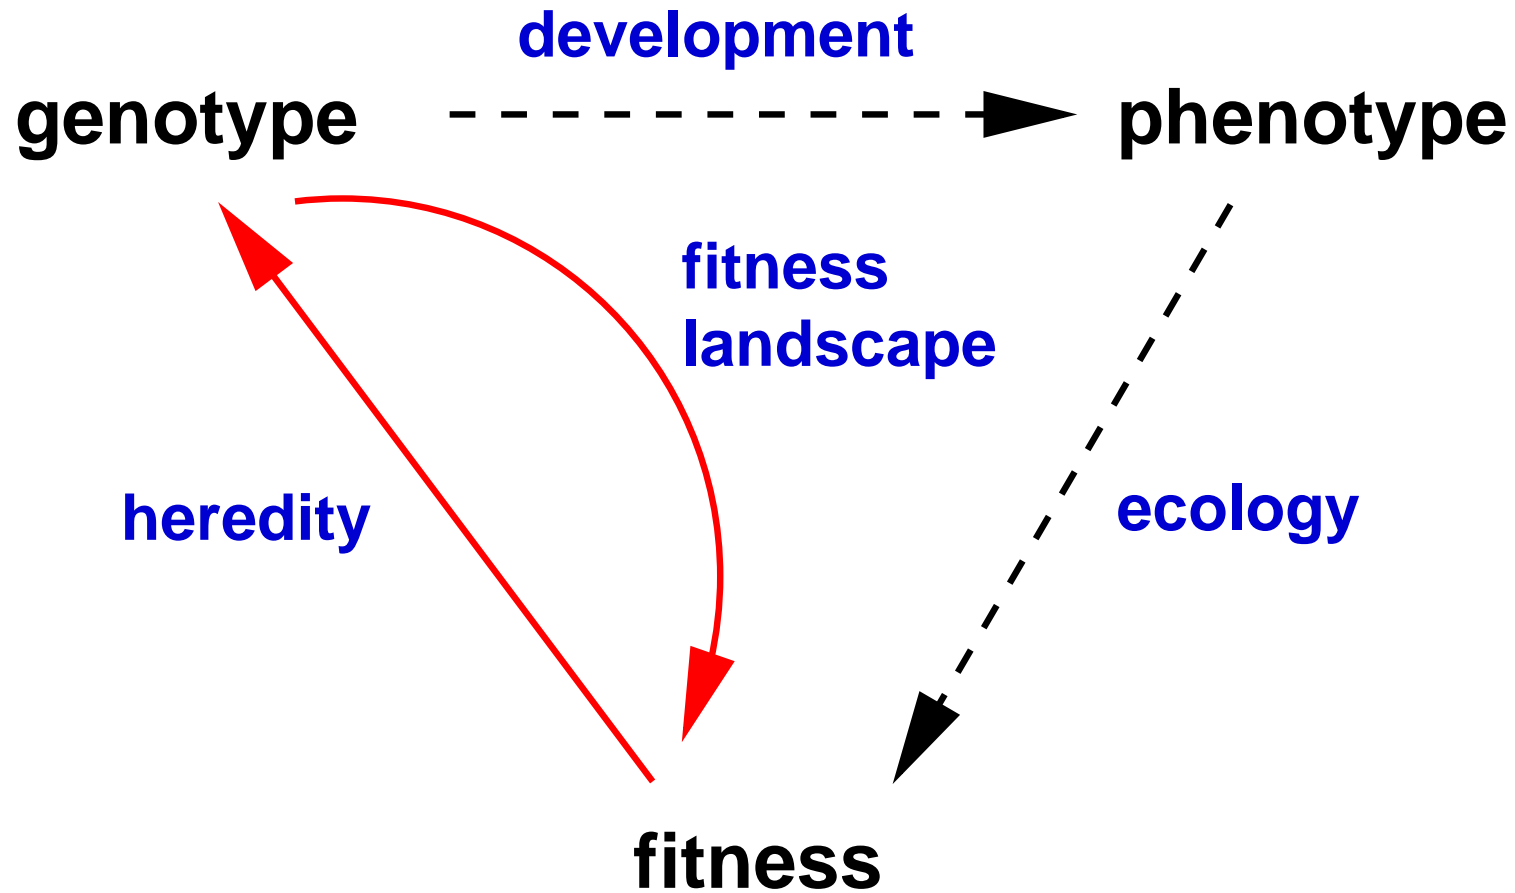 development
genotype
phenotype
fitness
landscape
heredity
ecology
fitness